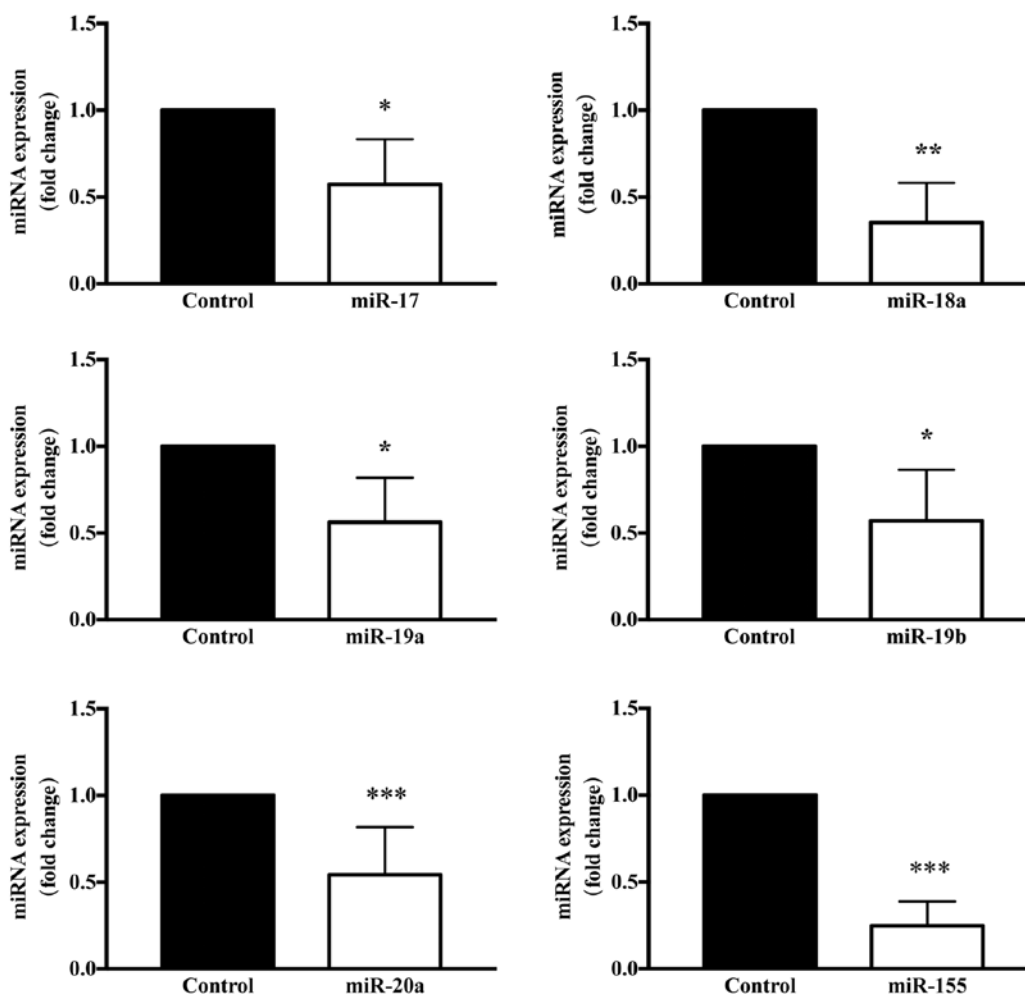 miRNA expression
(fold change)
1.5
1.0
0.5
0.0
*
Control
miR-17
miRNA expression
(fold change)
1.5
1.0
0.5
0.0
**
Control
miR-18a
miRNA expression
(fold change)
1.5
1.0
0.5
0.0
*
Control
miR-19a
miRNA expression
(fold change)
1.5
1.0
0.5
0.0
*
Control
miR-19b
miRNA expression
(fold change)
1.5
1.0
0.5
0.0
***
Control
miR-20a
miRNA expression
(fold change)
1.5
1.0
0.5
0.0
***
Control
miR-155